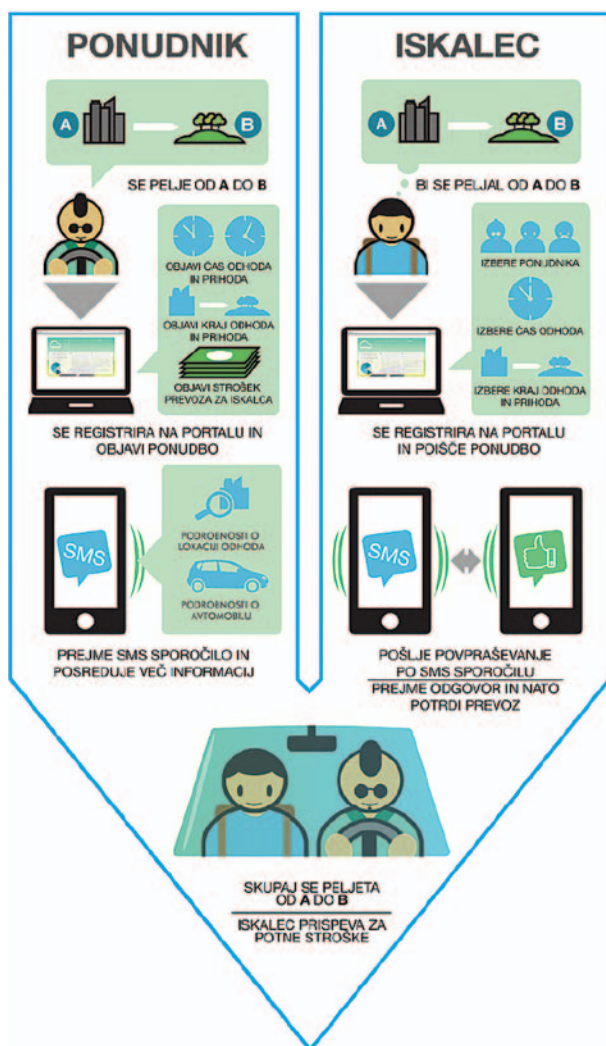 PONUDNIK
A
B
SE PELJE OD A DO B
OBJAVI ČAS ODHODA
IN PRIHODA
OBJAVI KRAJ ODHODA
IN PRIHODA
OBJAVI STROŠEK
PREVOZA ZA ISKALCA
SE REGISTRIRA NA PORTALU IN
OBJAVI PONUDBO
SMS
PODROBNOSTI O
LOKACIJI ODHODA
PODROBNOSTI O
AVTOMOBILU
PREJME SMS SPOROČILO IN
POSREDUJE VEČ INFORMACIJ
ISKALEC
A
B
BI SE PELJAL OD A DO B
IZBERE PONUDNIKA
IZBERE ČAS ODHODA
IZBERE KRAJ ODHODA
IN PRIHODA
SE REGISTRIRA NA PORTALU
IN POIŠČE PONUDBO
SMS
POŠLJE POVPRAŠEVANJE
PO SMS SPOROČILU
PREJME ODGOVOR IN NATO
POTRDI PREVOZ
SKUPAJ SE PELJETA
OD A DO B
ISKALEC PRISPEVA ZA
POTNE STROŠKE